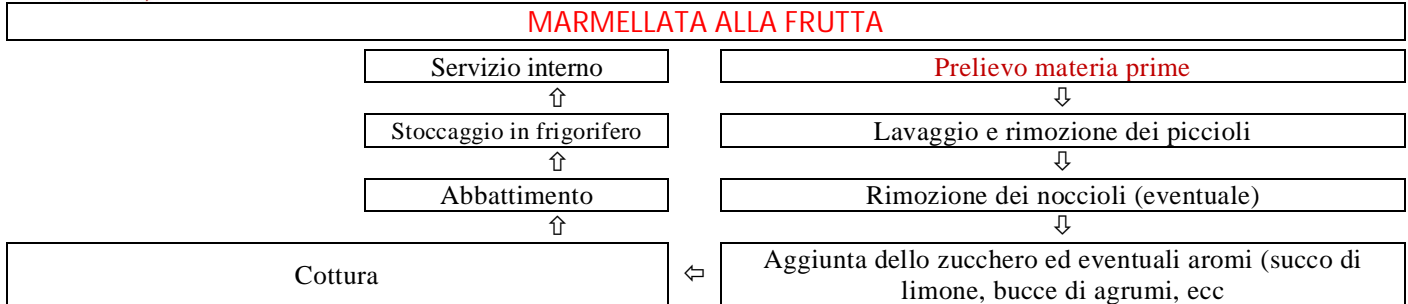 MARMELLATA ALLA FRUTTA
Servizio interno
Prelievo materia prime
⇧
⇩
Stoccaggio in frigorifero
Lavaggio e rimozione dei piccioli
⇧
⇩
Abbattimento
Rimozione dei noccioli (eventuale)
⇧
⇩
Cottura
⇦
Aggiunta dello zucchero ed eventuali aromi (succo di
limone, bucce di agrumi, ecc